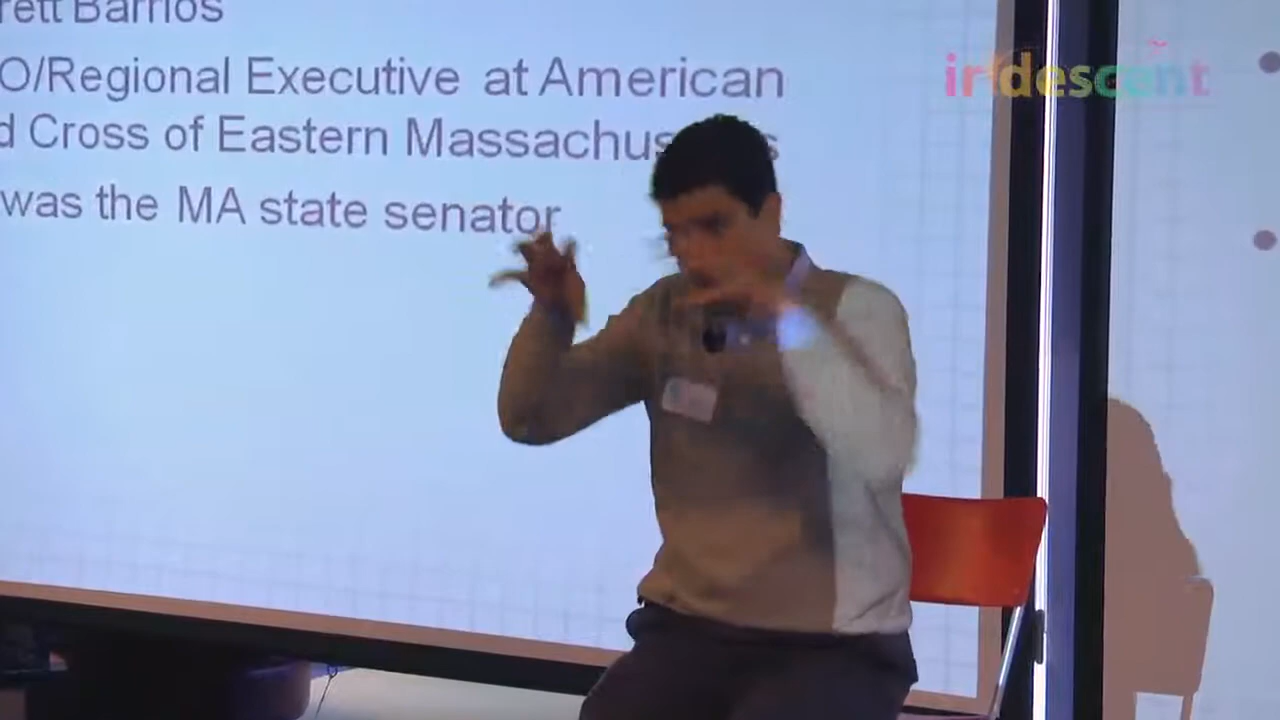 rett Barrios
O/Regional Executive at American
d Cross of Eastern Massachus s
was the MA state senator
iridescent